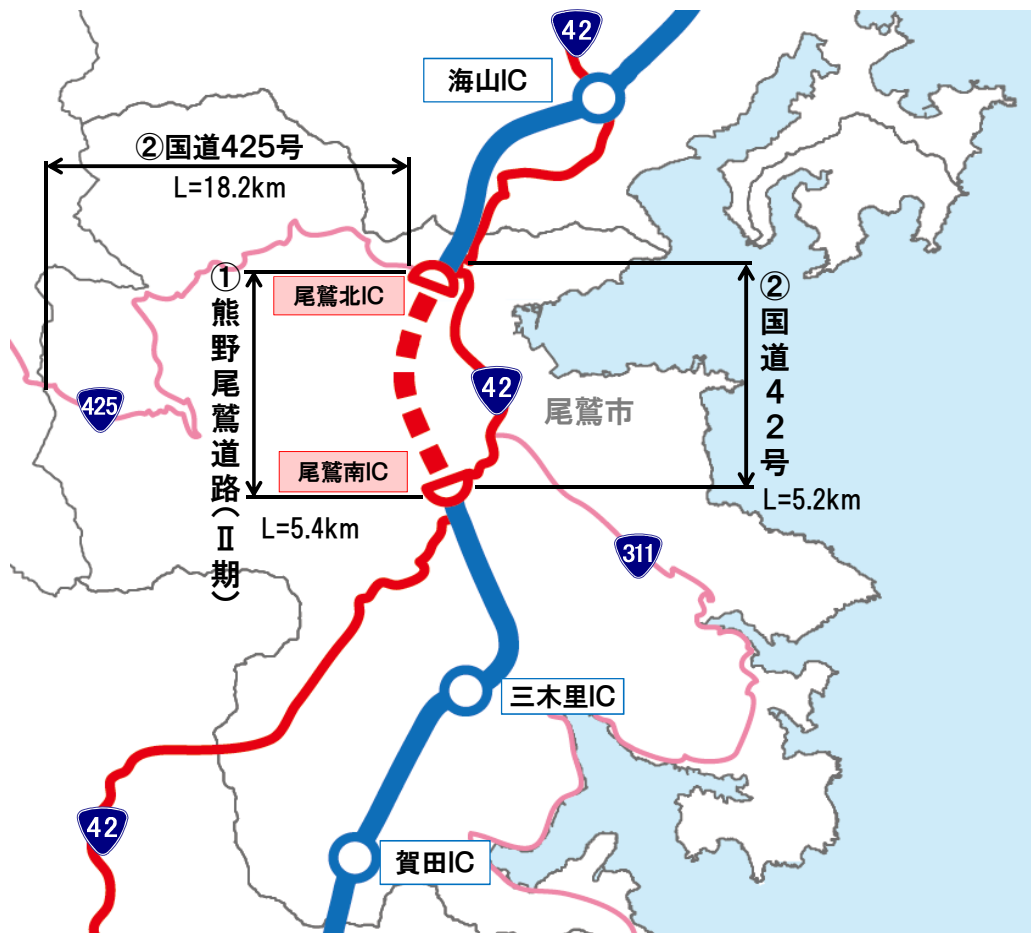 42
海山IC
②国道425号
L=18.2km
尾鷲北IC
①熊野尾鷲道路(Ⅱ期)
②国道42号
425
42
尾鷲市
尾鷲南IC
L=5.2km
L=5.4km
311
三木里IC
42
賀田IC